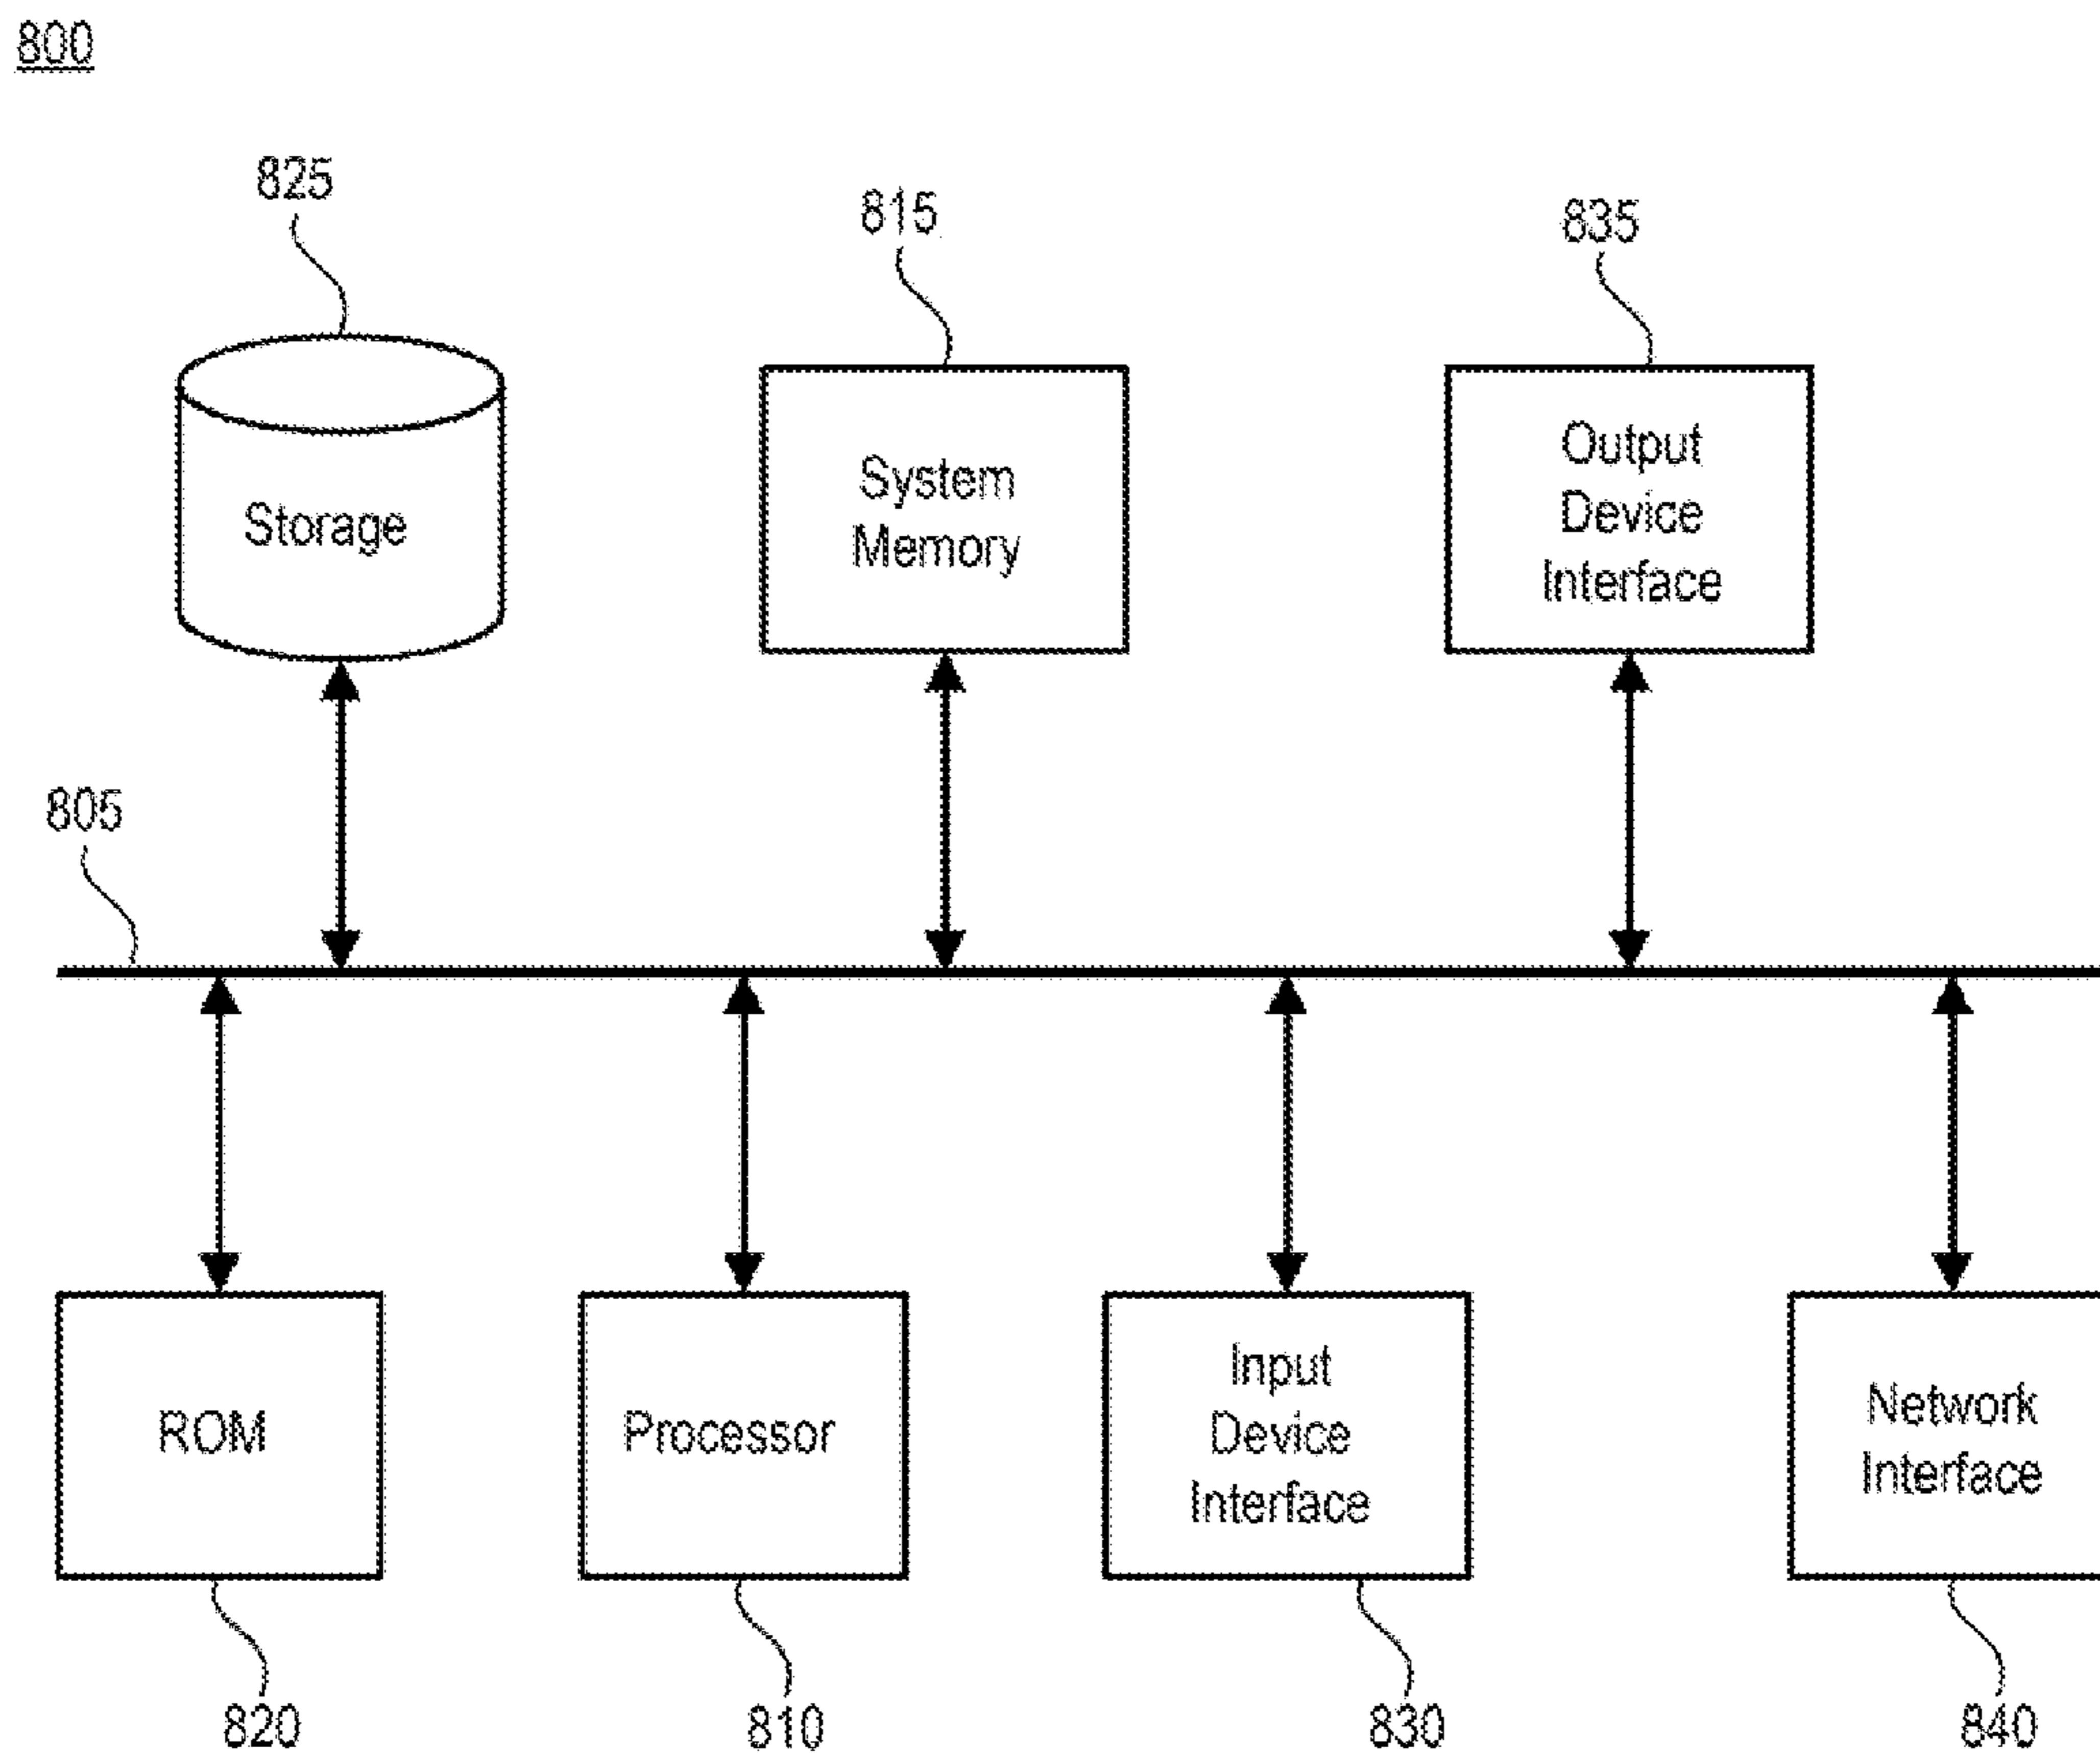 800
825
815
835
Storage
System
Memory
Output
Device
Interface
805
ROM
Processor
Input
Device
Interface
Network
Interface
820
810
830
840